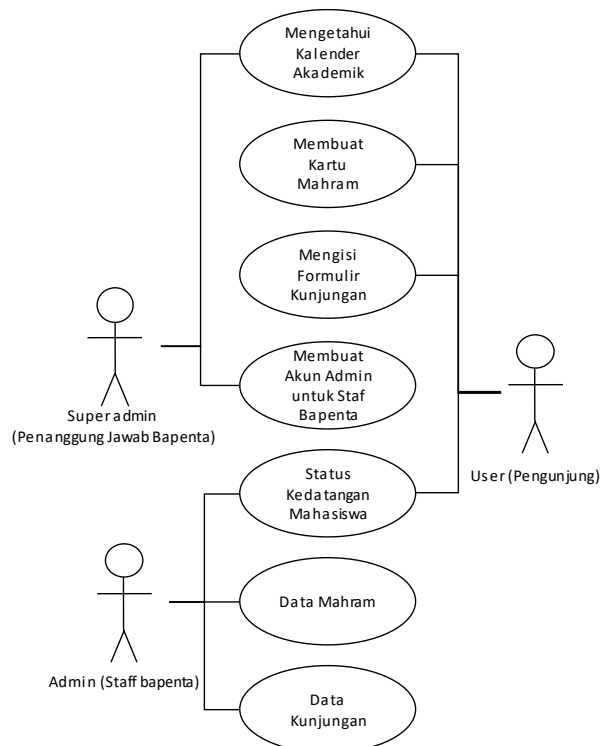 Mengetahui
Kalender
Akademik
Membuat
Kartu
Mahram
Mengisi
Formulir
Kunjungan
Membuat
Akun Admin
untuk Staf
Bapenta
Super admin
(Penanggung Jawab Bapenta)
User (Pengunjung)
Status
Kedatangan
Mahasiswa
Data Mahram
Admin (Staff bapenta)
Data
Kunjungan